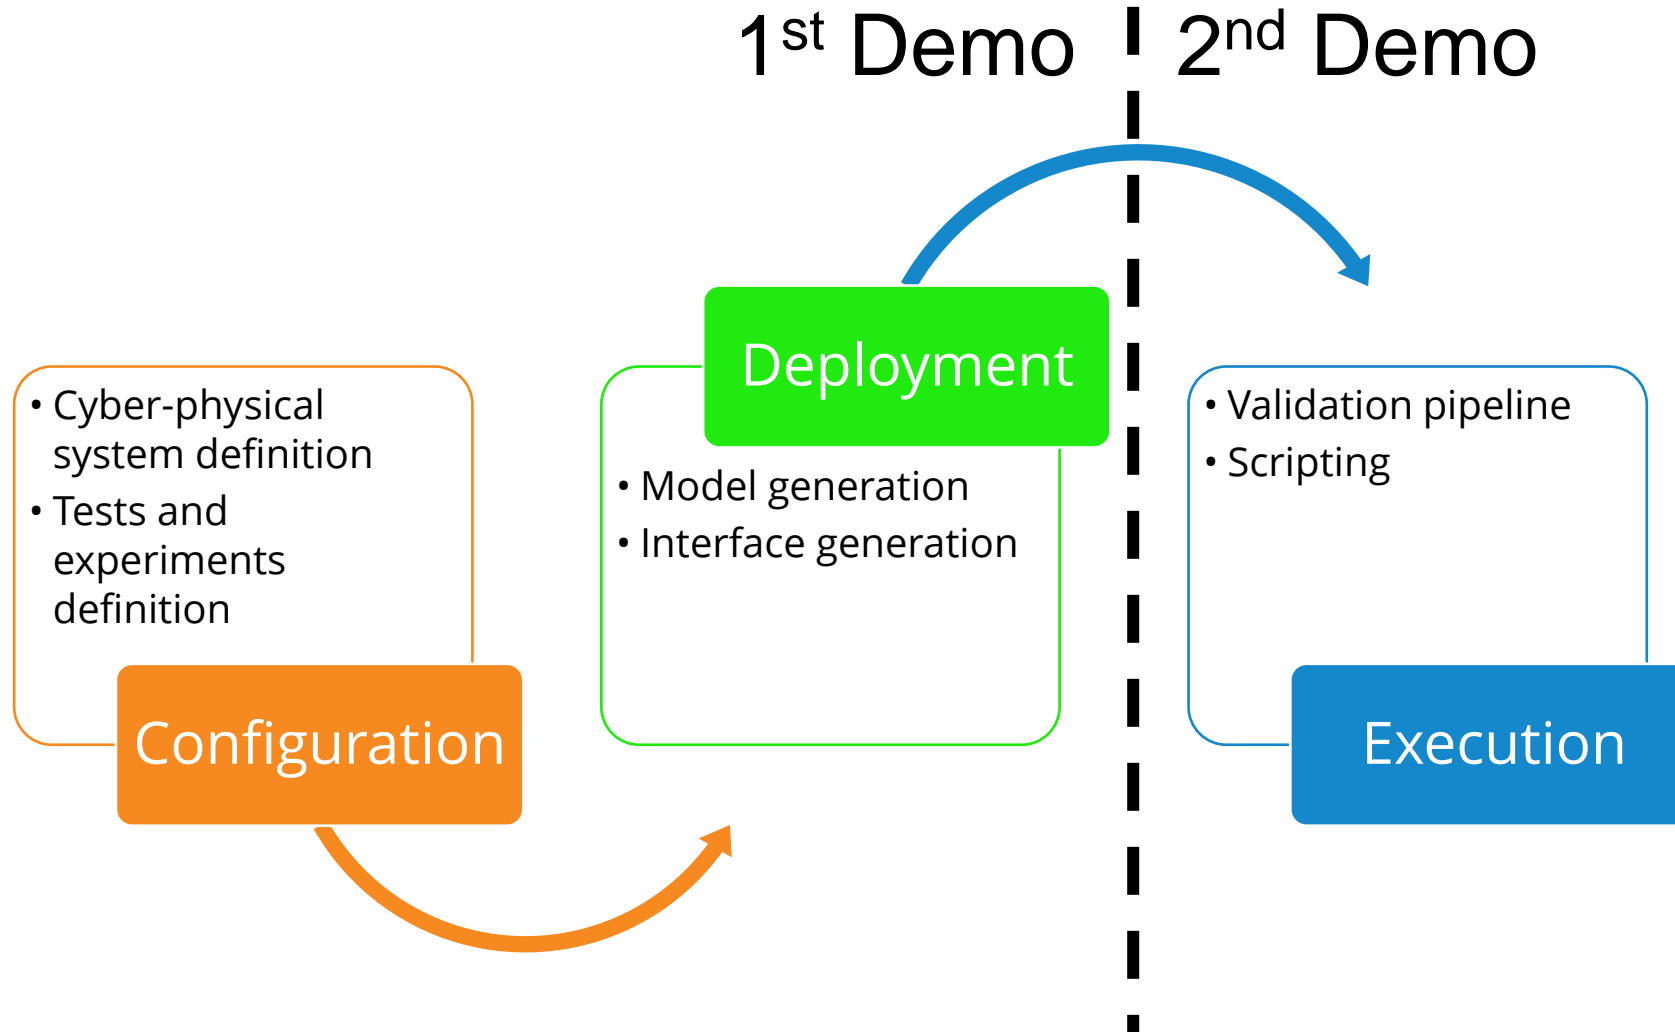 1st Demo
2nd Demo
• Cyber-physical
system definition
• Tests and
experiments
definition
Configuration
Deployment
• Model generation
• Interface generation
• Validation pipeline
• Scripting
Execution